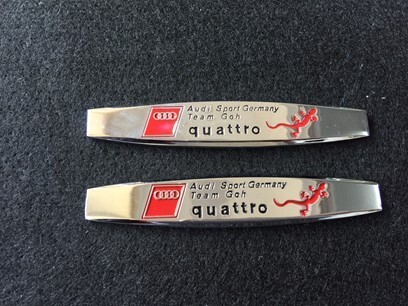 Audi Sport Germany
Team Goh
quattro
Audi Sport Germany
Team Goh
quattro